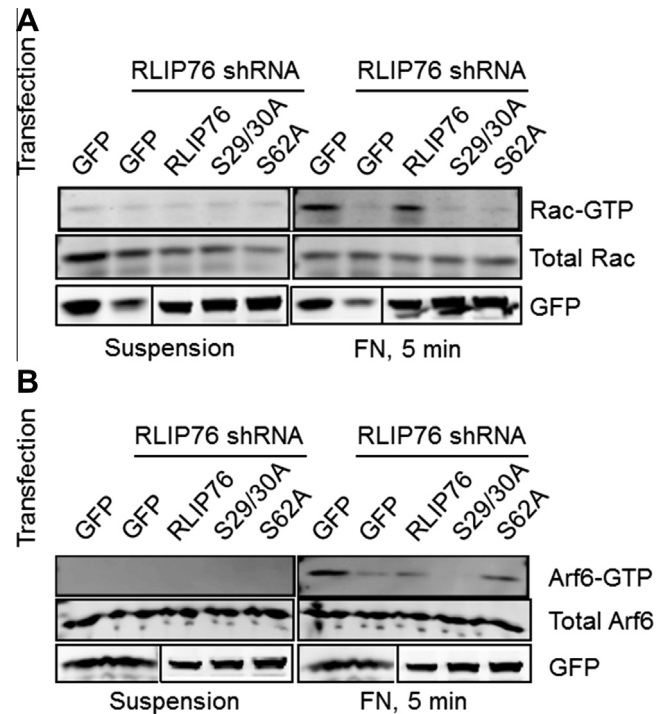 A
Transfection
RLIP76 shRNA RLIP76 shRNA
GFP GFP RLIP76 S29/30A S62A GFP GFP RLIP76 S29/30A S62A
Rac-GTP
Total Rac
GFP
Suspension FN, 5 min
B
Transfection
RLIP76 shRNA RLIP76 shRNA
GFP GFP RLIP76 S29/30A S62A GFP GFP RLIP76 S29/30A S62A
Arf6-GTP
Total Arf6
GFP
Suspension FN, 5 min